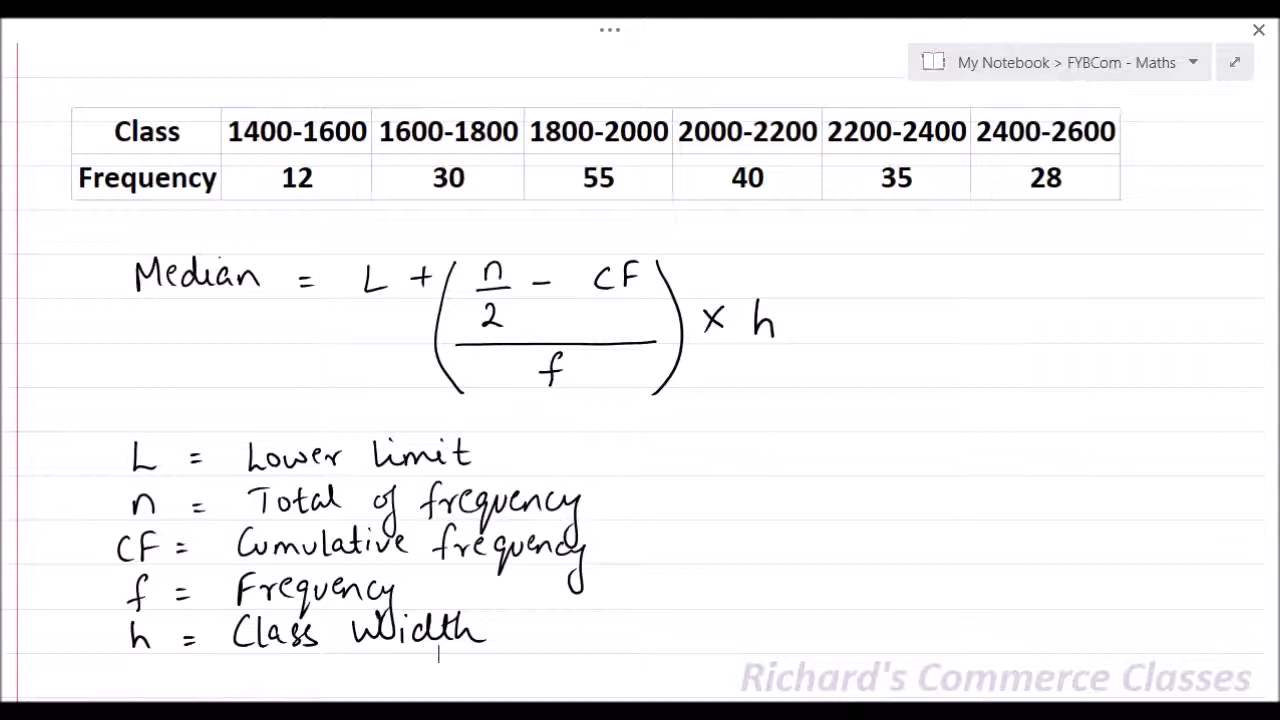 My Notebook > FYBCom - Maths
Class 1400-1600 1600-1800 1800-2000 2000-2200 2200-2400 2400-2600
Frequency 12 30 55 40 35 28
Median = L + ( n/2 - CF / f ) × h
L = Lower limit
n = Total of frequency
CF = Cumulative frequency
f = Frequency
h = Class Width
Richard's Commerce Classes